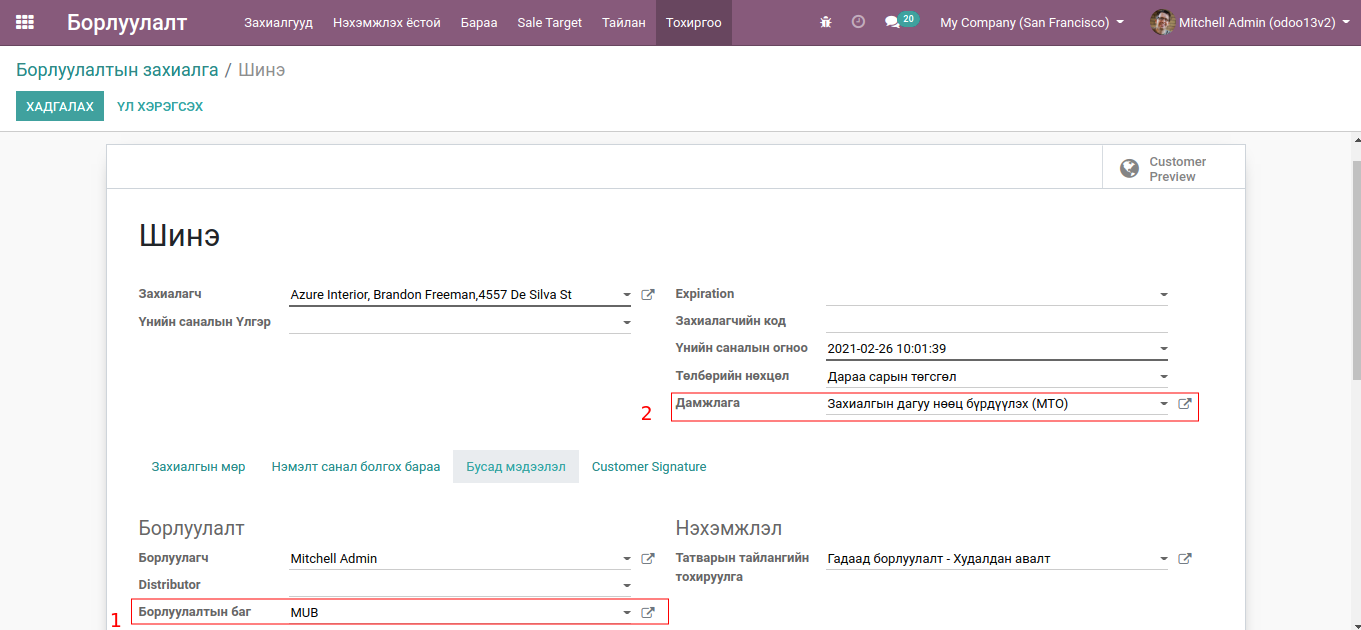 Борлуулалт Захиалгууд Нэхэмжлэх ёстой Бараа Sale Target Тайлан Тохиргоо 20 My Company (San Francisco) Mitchell Admin (odoo13v2)
Борлуулалтын захиалга / Шинэ
ХАДГАЛАХ ҮЛ ХЭРЭГСЭХ
Customer
Preview
Шинэ
Захиалагч Azure Interior, Brandon Freeman,4557 De Silva St
Үнийн саналын Үлгэр
Expiration
Захиалагчийн код
Үнийн саналын огноо 2021-02-26 10:01:39
Төлбөрийн нөхцөл Дараа сарын төгсгөл
2 Дамжлага Захиалгын дагуу нөөц бүрдүүлэх (МТО)
Захиалгын мөр Нэмэлт санал болгох бараа Бусад мэдээлэл Customer Signature
Борлуулалт
Борлуулагч Mitchell Admin
Distributor
1 Борлуулалтын баг MUB
Нэхэмжлэл
Татварын тайлангийн Гадаад борлуулалт - Худалдан авалт
тохируулга